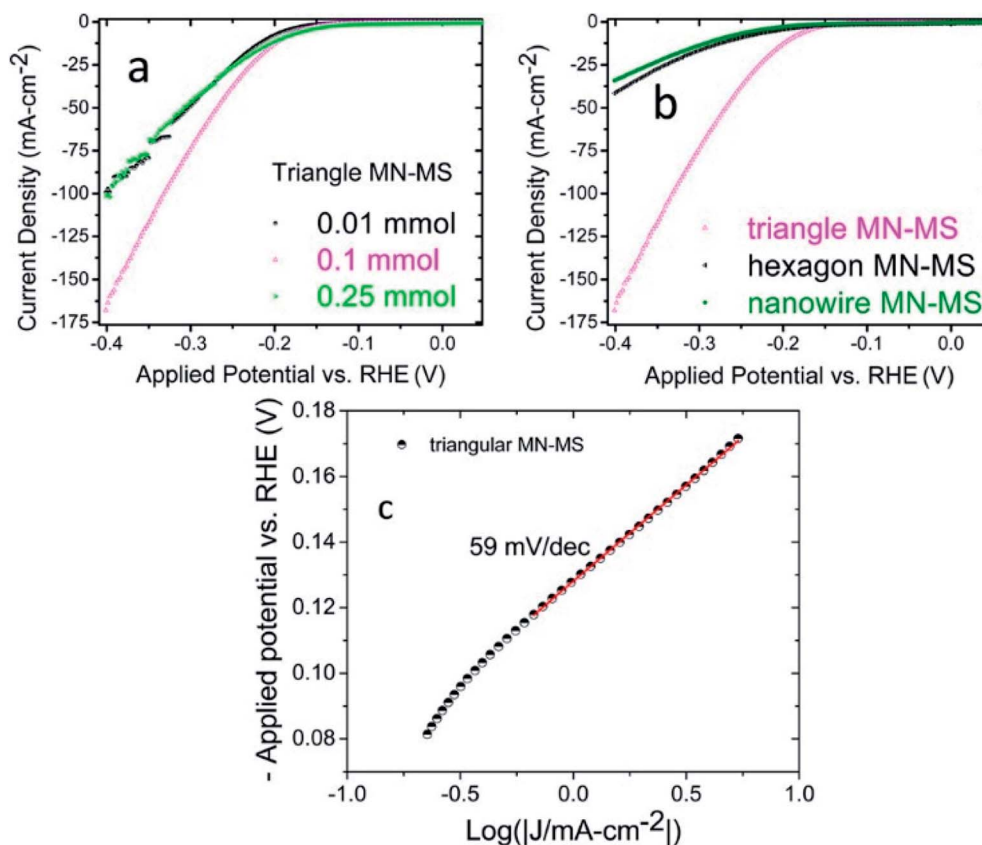 0
-25
-50
-75
-100
-125
-150
-175
Current Density (mA-cm-2)
a
Triangle MN-MS
0.01 mmol
0.1 mmol
0.25 mmol
-0.4 -0.3 -0.2 -0.1 0.0
Applied Potential vs. RHE (V)
0
-25
-50
-75
-100
-125
-150
-175
Current Density (mA-cm-2)
b
triangle MN-MS
hexagon MN-MS
nanowire MN-MS
-0.4 -0.3 -0.2 -0.1 0.0
Applied Potential vs. RHE (V)
0.18
0.16
0.14
0.12
0.10
0.08
- Applied potential vs. RHE (V)
triangular MN-MS
c
59 mV/dec
-1.0 -0.5 0.0 0.5 1.0
Log(|J/mA-cm-2|)